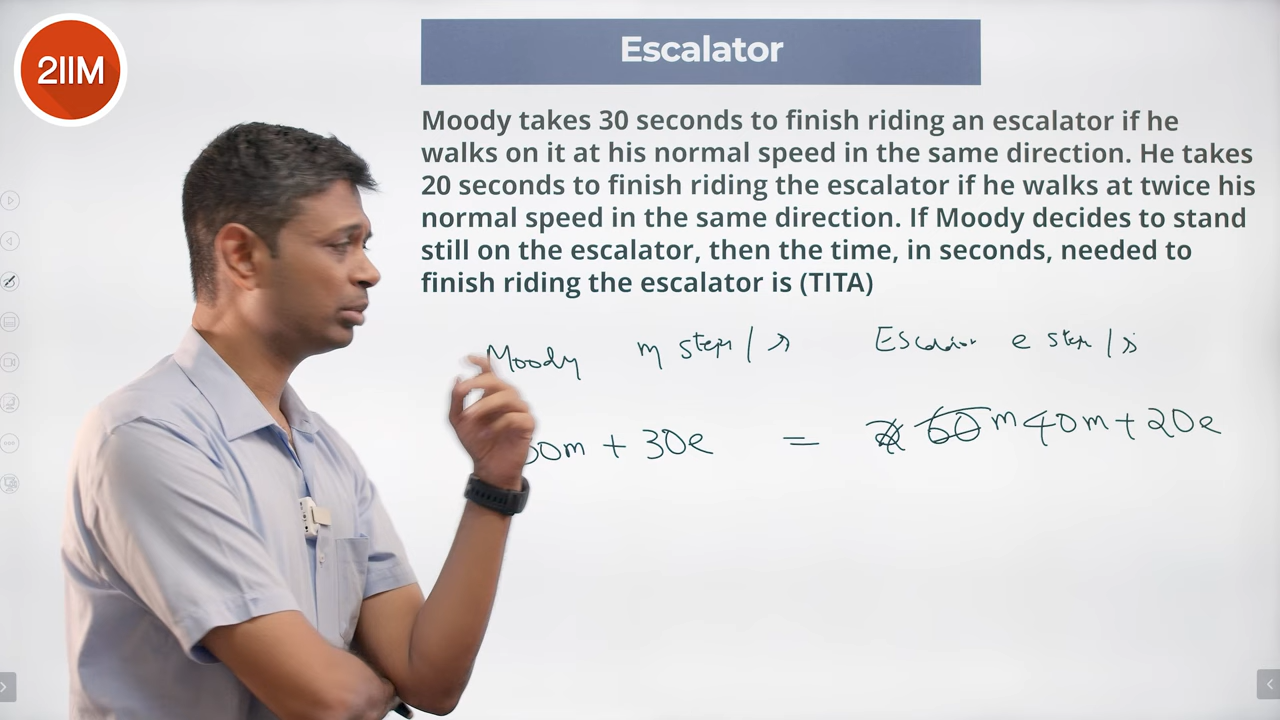 2IIM
Escalator
Moody takes 30 seconds to finish riding an escalator if he
walks on it at his normal speed in the same direction. He takes
20 seconds to finish riding the escalator if he walks at twice his
normal speed in the same direction. If Moody decides to stand
still on the escalator, then the time, in seconds, needed to
finish riding the escalator is (TITA)
Moody m steps / s e steps / s
0m + 30e = 60 m 40m + 20e